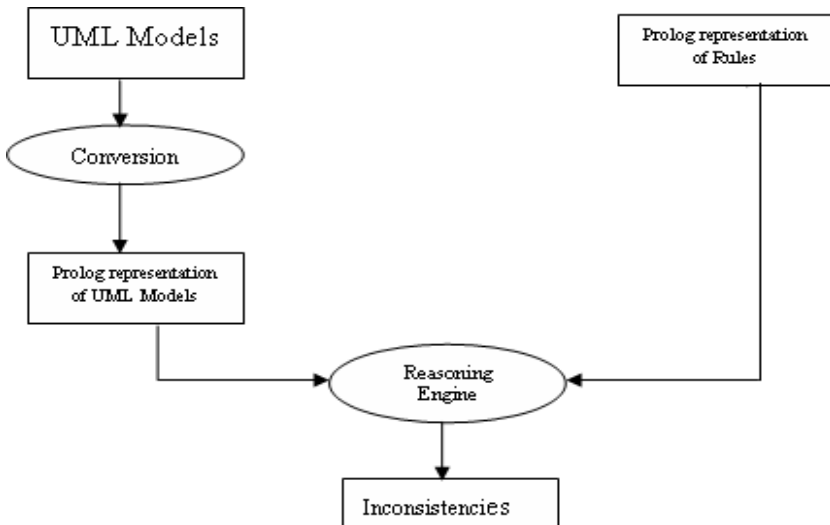 UML Models
Prolog representation
of Rules
Conversion
Prolog representation
of UML Models
Reasoning
Engine
Inconsistencies